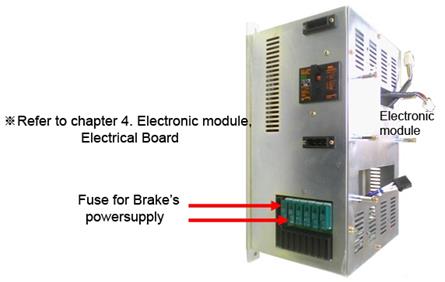 ※Refer to chapter 4. Electronic module,
Electrical Board
Electronic
module
Fuse for Brake's
powersupply